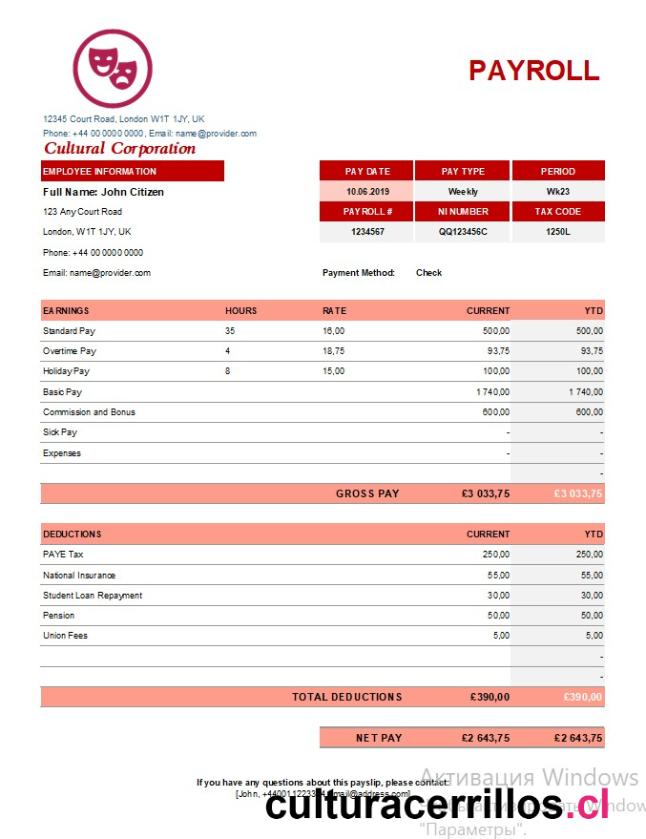 PAYROLL
12345 Court Road, London W1T 1JY, UK
Phone: +44 00 0000 0000, Email: name@provider.com
Cultural Corporation
EMPLOYEE INFORMATION PAY DATE PAY TYPE PERIOD
Full Name: John Citizen 10.06.2019 Weekly Wk23
123 Any Court Road PAYROLL # NI NUMBER TAX CODE
London, W1T 1JY, UK 1234567 QQ123456C 1250L
Phone: +44 00 0000 0000
Email: name@provider.com Payment Method: Check
EARNINGS HOURS RATE CURRENT YTD
Standard Pay 35 16,00 500,00 500,00
Overtime Pay 4 18,75 93,75 93,75
Holiday Pay 8 15,00 100,00 100,00
Basic Pay 1 740,00 1 740,00
Commission and Bonus 600,00 600,00
Sick Pay - -
Expenses - -
-
GROSS PAY £3 033,75 £3 033,75
DEDUCTIONS CURRENT YTD
PAYE Tax 250,00 250,00
National Insurance 55,00 55,00
Student Loan Repayment 30,00 30,00
Pension 50,00 50,00
Union Fees 5,00 5,00
-
-
TOTAL DEDUCTIONS £390,00 £390,00
NET PAY £2 643,75 £2 643,75
If you have any questions about this payslip, please contact:
Активация Windows
culturacerrillos.cl
"Параметры".